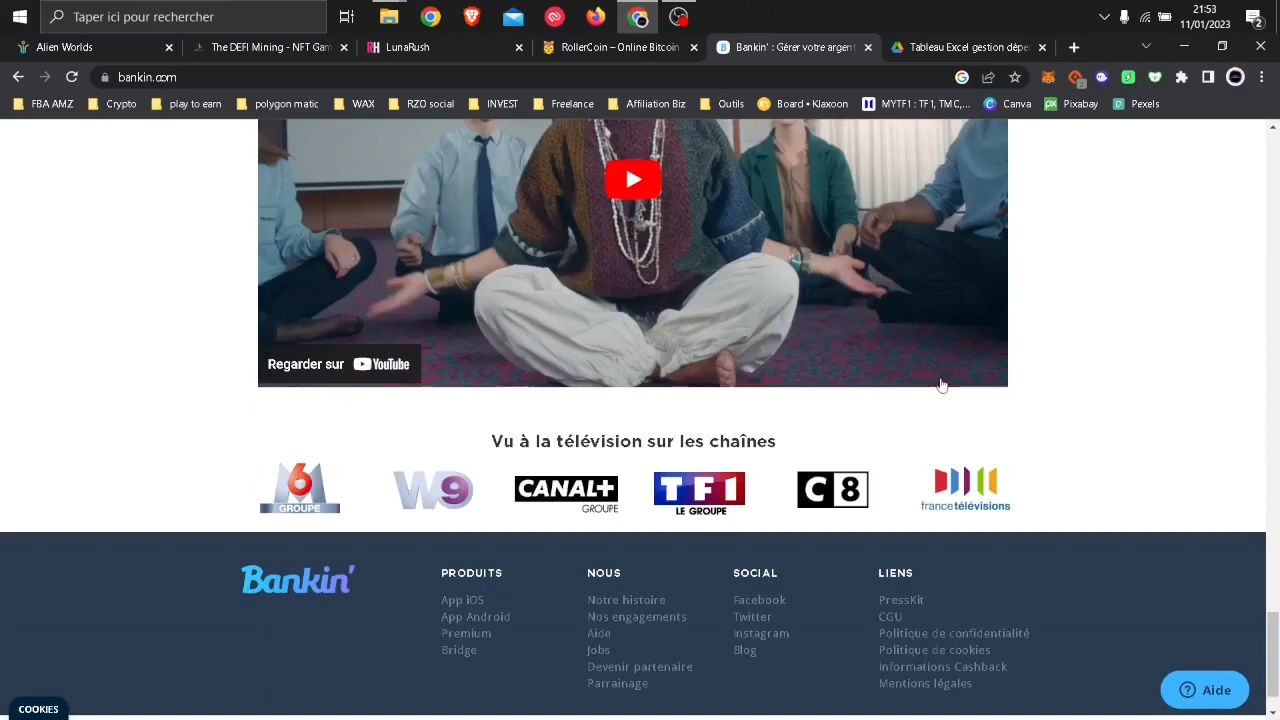 Taper ici pour rechercher
21:53
11/01/2023
2
Alien Worlds
The DEFI Mining - NFT Gam
LunaRush
RollerCoin - Online Bitcoin
Bankin' : Gérer vos argent
Tableau Excel gestion dépe
bankin.com
FBA AMZ
Crypto
play to earn
polygon matic
WAX
RZO social
INVEST
Freelance
Affiliation Biz
Outils
Board • Klaxoon
MYTF1 : TF1, TMC,...
Canva
Pixabay
Pexels
Regarder sur YouTube
Vu à la télévision sur les chaînes
M6 GROUPE
W9
CANAL+ GROUPE
TF1 LE GROUPE
C8
francetélévisions
Bankin'
PRODUITS
App iOS
App Android
Premium
Bridge
NOUS
Notre histoire
Nos engagements
Aide
Jobs
Devenir partenaire
Parrainage
SOCIAL
Facebook
Twitter
Instagram
Blog
LIENS
PressKit
CGU
Politique de confidentialité
Politique de cookies
Informations Cashback
Mentions légales
Aide
COOKIES